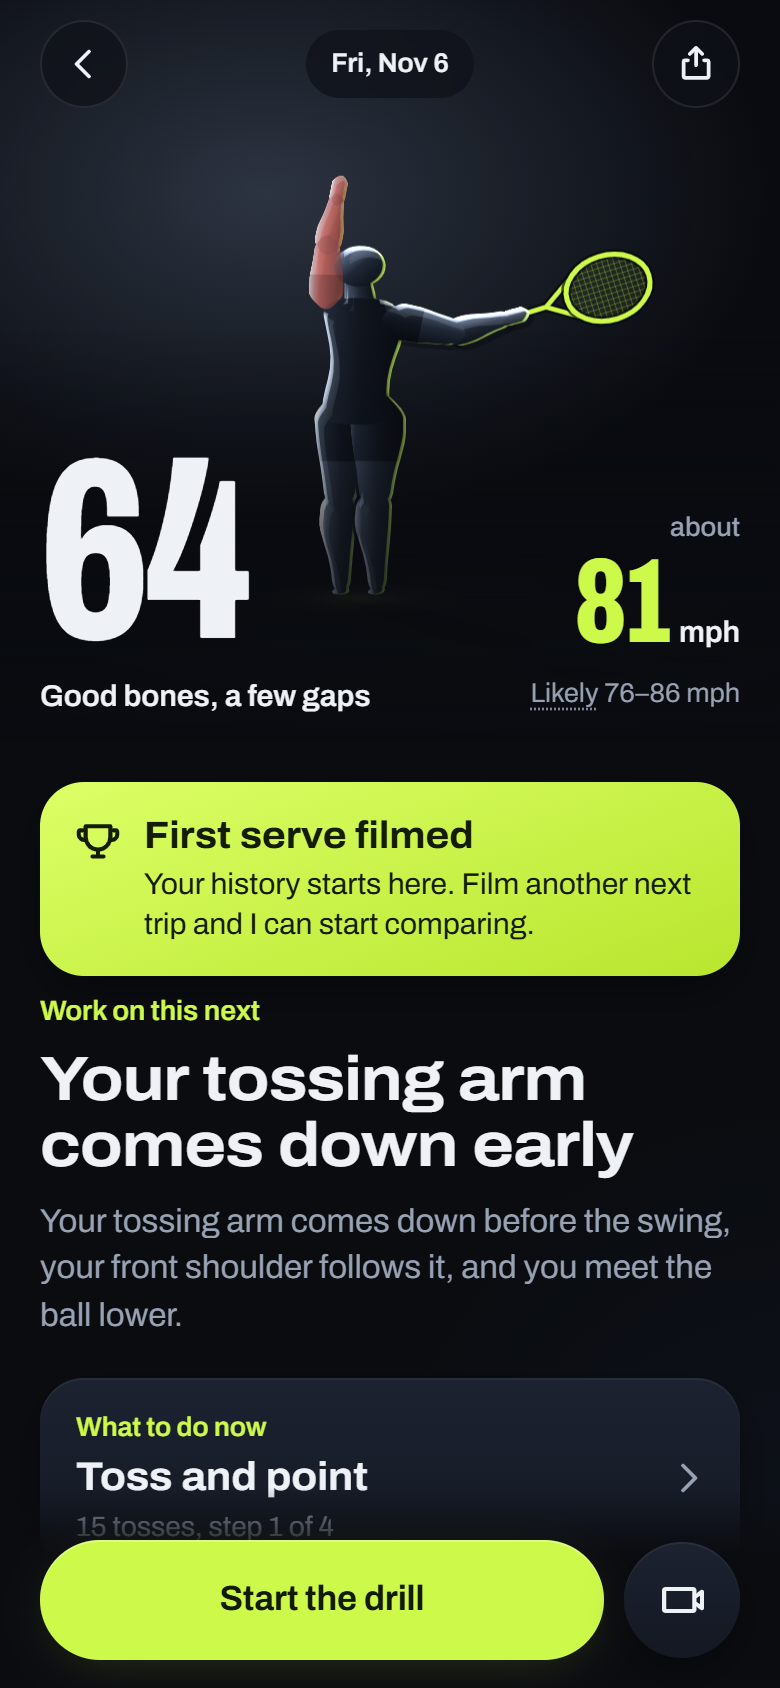 Fri, Nov 6
64
about
81 mph
Good bones, a few gaps
Likely 76–86 mph
First serve filmed
Your history starts here. Film another next
trip and I can start comparing.
Work on this next
Your tossing arm
comes down early
Your tossing arm comes down before the swing,
your front shoulder follows it, and you meet the
ball lower.
What to do now
Toss and point
15 tosses, step 1 of 4
Start the drill